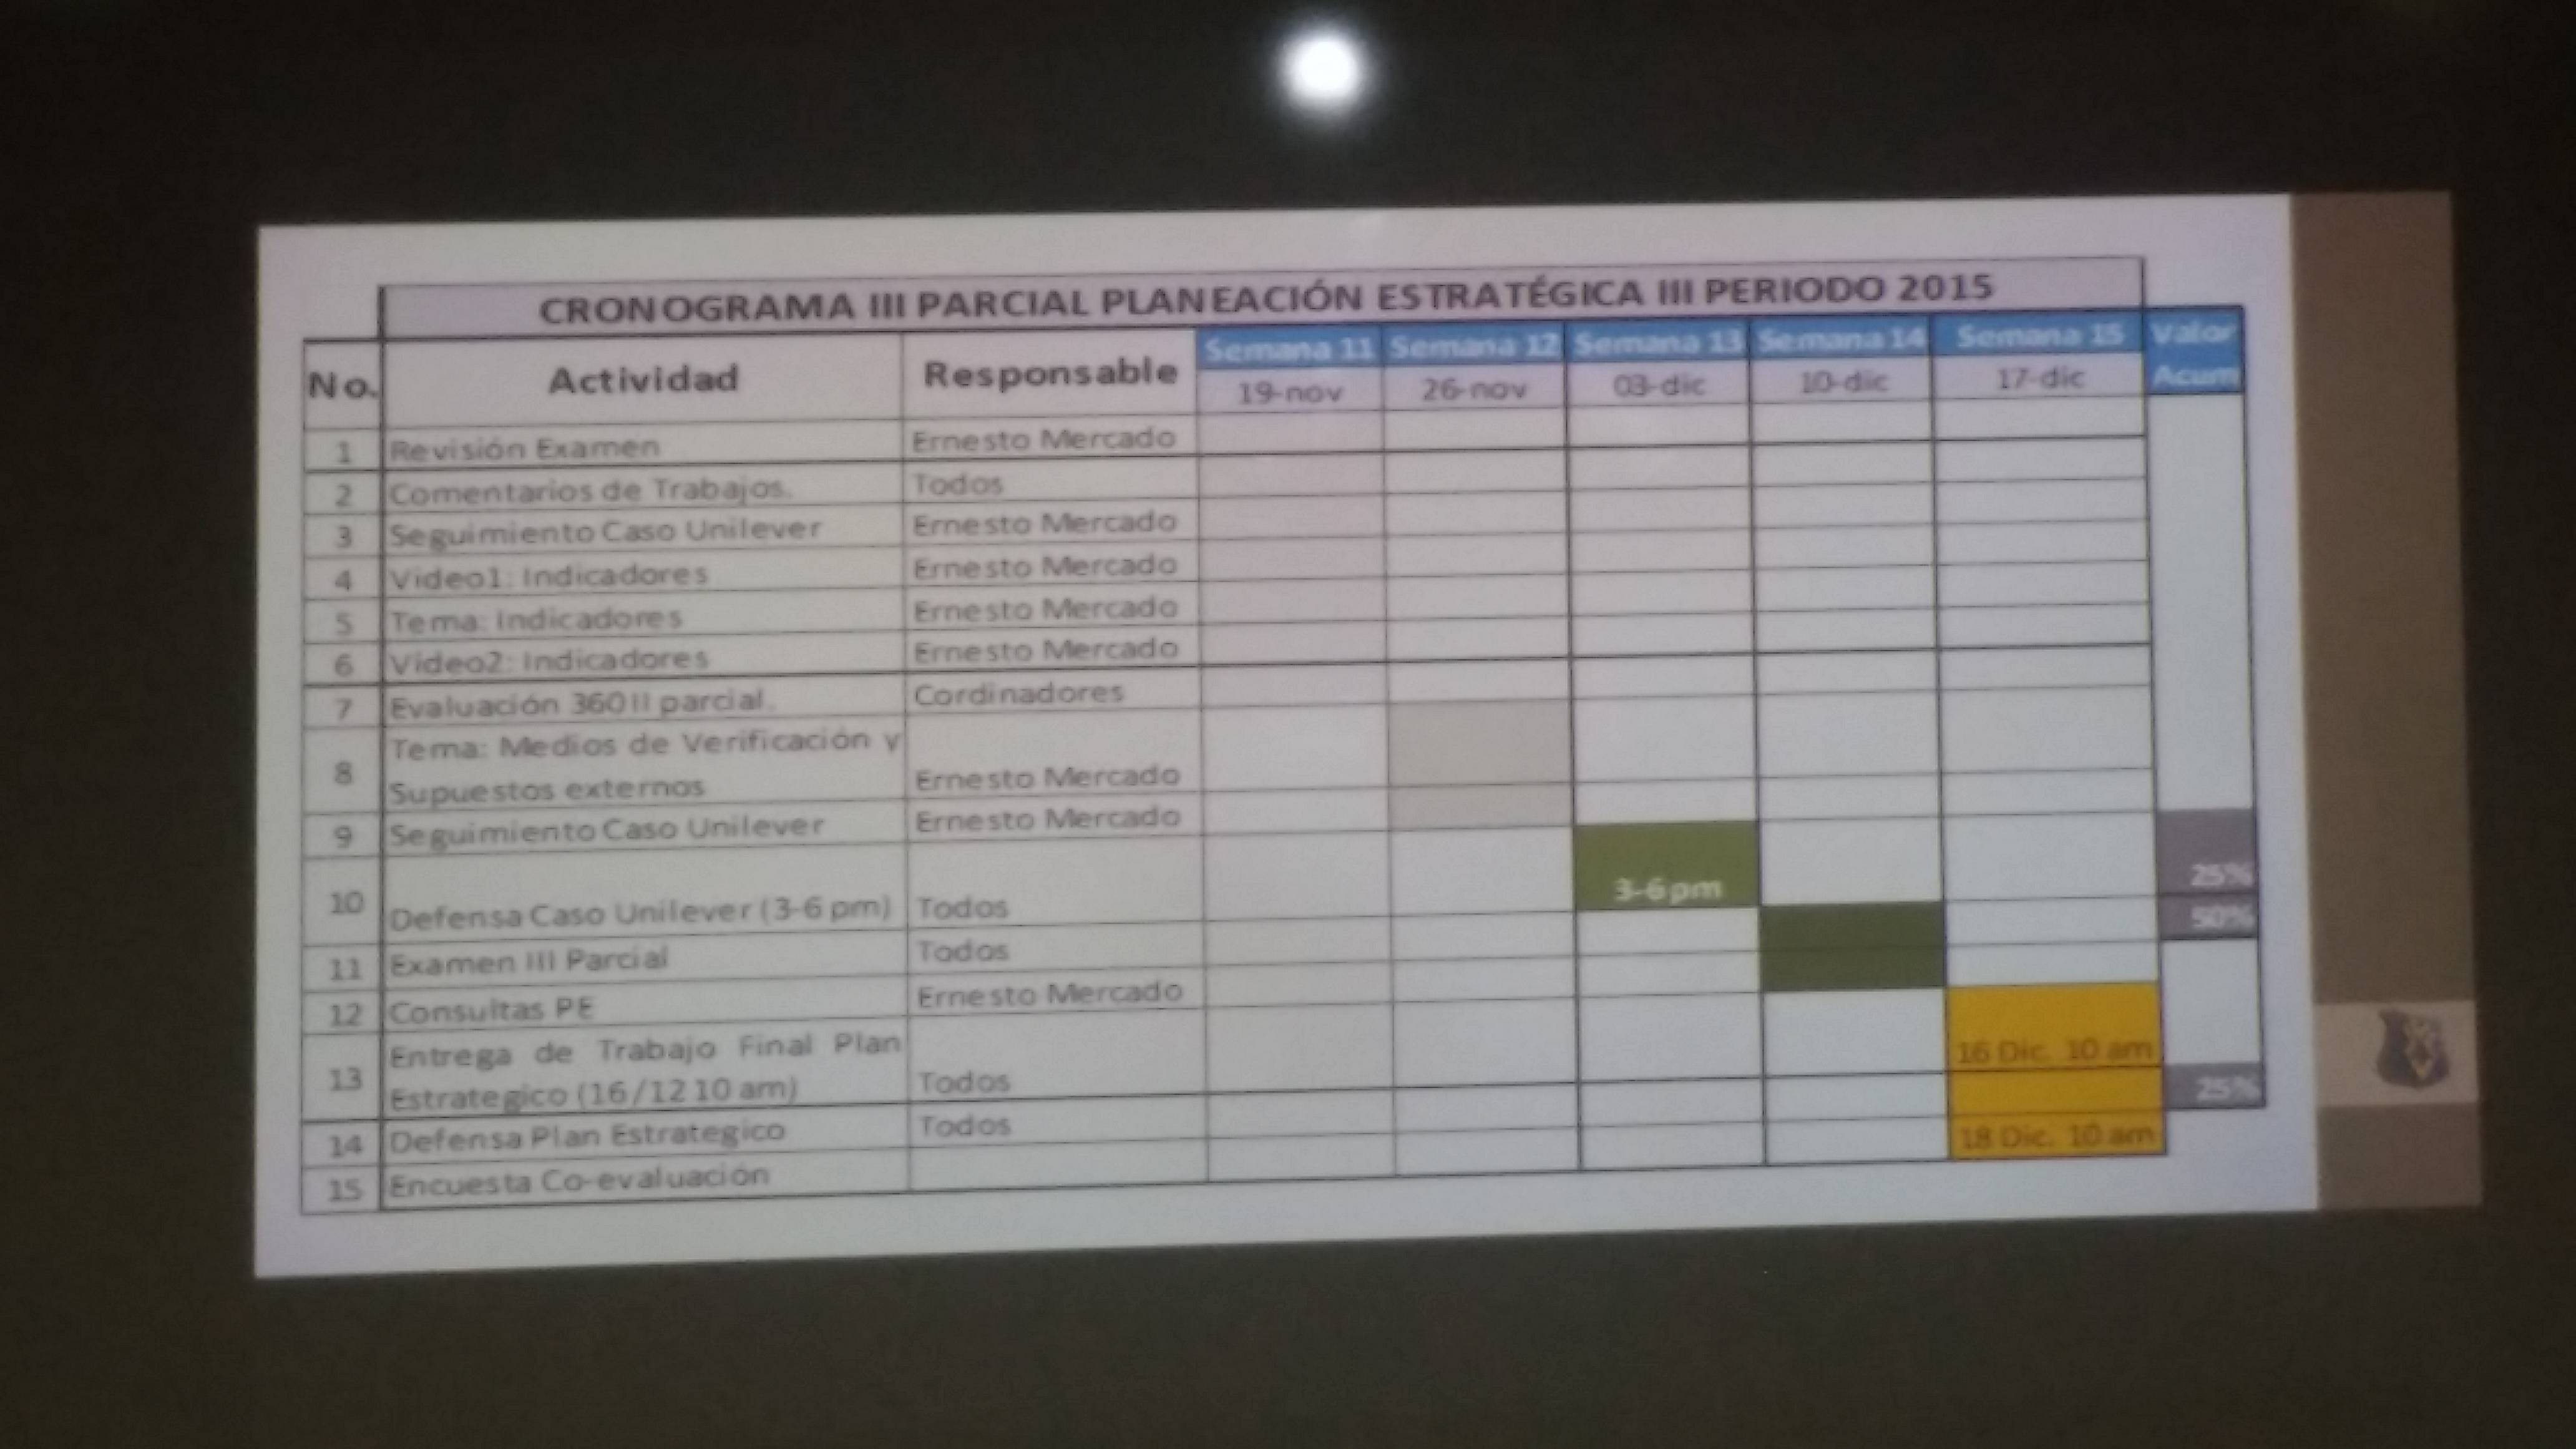 CRONOGRAMA III PARCIAL PLANEACIÓN ESTRATÉGICA III PERIODO 2015
No. Actividad Responsable Semana 11 Semana 12 Semana 13 Semana 14 Semana 15 Valor Acum
19-nov 26-nov 03-dic 10-dic 17-dic
1 Revisión Examen Ernesto Mercado
2 Comentarios de Trabajos. Todos
3 Seguimiento Caso Unilever Ernesto Mercado
4 Video1: Indicadores Ernesto Mercado
5 Tema: Indicadores Ernesto Mercado
6 Video2: Indicadores Ernesto Mercado
7 Evaluación 360 II parcial. Cordinadores
8 Tema: Medios de Verificación y
Supuestos externos Ernesto Mercado
9 Seguimiento Caso Unilever Ernesto Mercado
10 Defensa Caso Unilever (3-6 pm) Todos 3-6pm 25%
11 Examen III Parcial Todos 50%
12 Consultas PE Ernesto Mercado
13 Entrega de Trabajo Final Plan
Estrategico (16/12 10 am) Todos 16 Dic. 10 am
14 Defensa Plan Estrategico Todos 25%
15 Encuesta Co-evaluación 18 Dic. 10 am